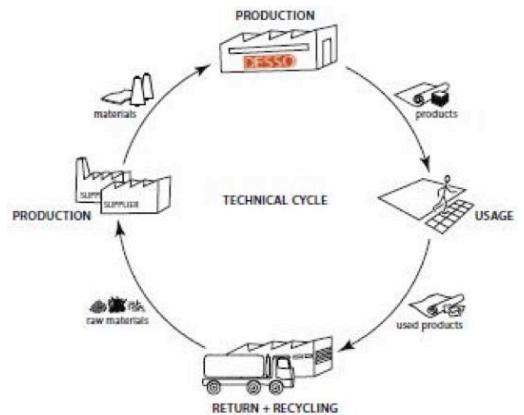 PRODUCTION
DESSO
materials
products
SUPPLIER
PRODUCTION
TECHNICAL CYCLE
USAGE
raw materials
used products
RETURN + RECYCLING